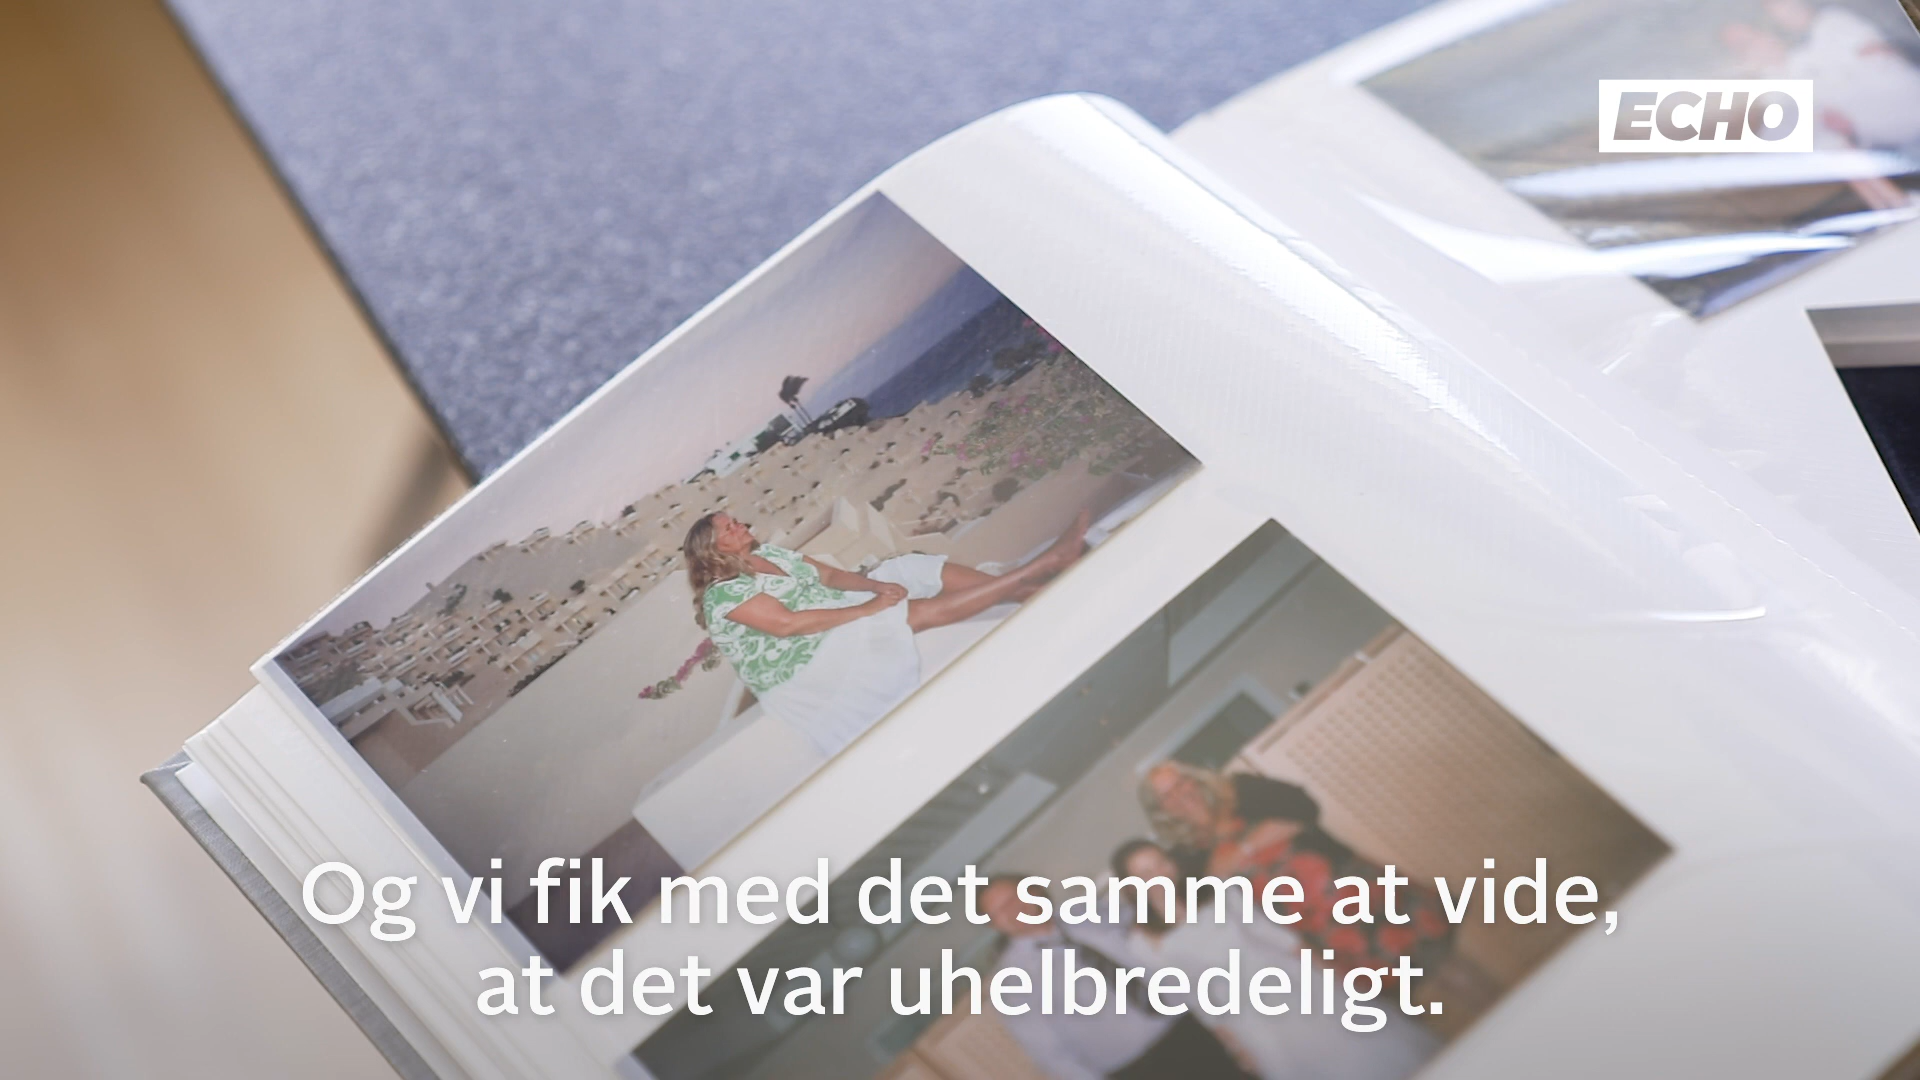 ECHO
Og vi fik med det samme at vide,
at det var uhelbredeligt.